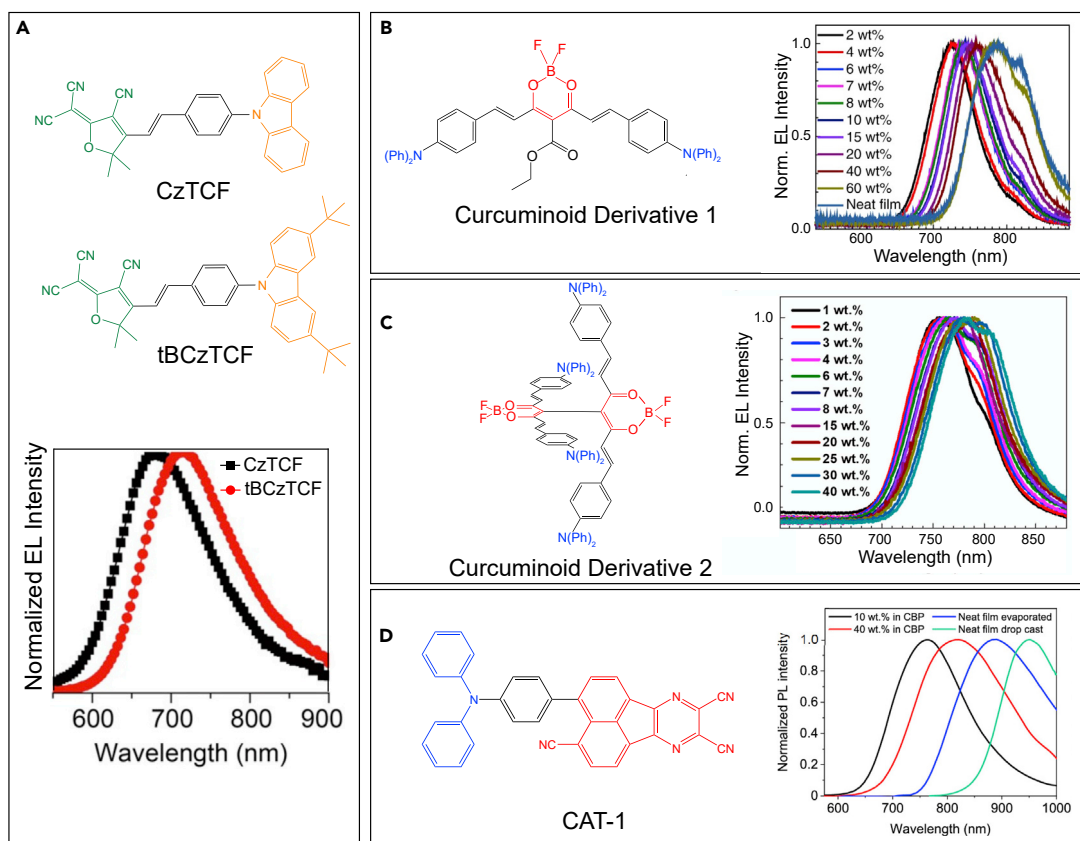 A
CN
CN
NC
O
N
CzTCF
CN
CN
NC
O
N
tBCzTCF
Normalized EL Intensity
CzTCF
tBCzTCF
600
700
800
900
Wavelength (nm)
B
F
F
B
O
O
(Ph)2N
N(Ph)2
O
O
Curcuminoid Derivative 1
Norm. EL Intensity
1.0
0.5
0.0
2 wt%
4 wt%
6 wt%
7 wt%
8 wt%
10 wt%
15 wt%
20 wt%
40 wt%
60 wt%
Neat film
600
700
800
Wavelength (nm)
C
N(Ph)2
N(Ph)2
F
F
B
O
O
O
O
B
F
F
N(Ph)2
N(Ph)2
Curcuminoid Derivative 2
Norm. EL Intensity
1.0
0.5
0.0
1 wt.%
2 wt.%
3 wt.%
4 wt.%
6 wt.%
7 wt.%
8 wt.%
15 wt.%
20 wt.%
25 wt.%
30 wt.%
40 wt.%
650
700
750
800
850
Wavelength (nm)
D
N
NC
N
N
CN
CN
CAT-1
Normalized PL intensity
1,0
0,8
0,6
0,4
0,2
0
10 wt.% in CBP
40 wt.% in CBP
Neat film evaporated
Neat film drop cast
600
700
800
900
1000
Wavelength (nm)